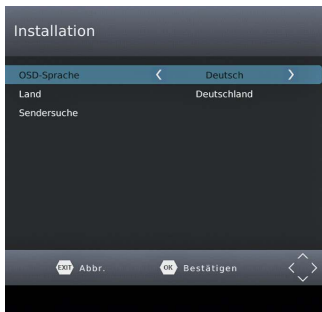 Installation
OSD-Sprache Deutsch
Land Deutschland
Sendersuche
EXIT Abbr. OK Bestätigen